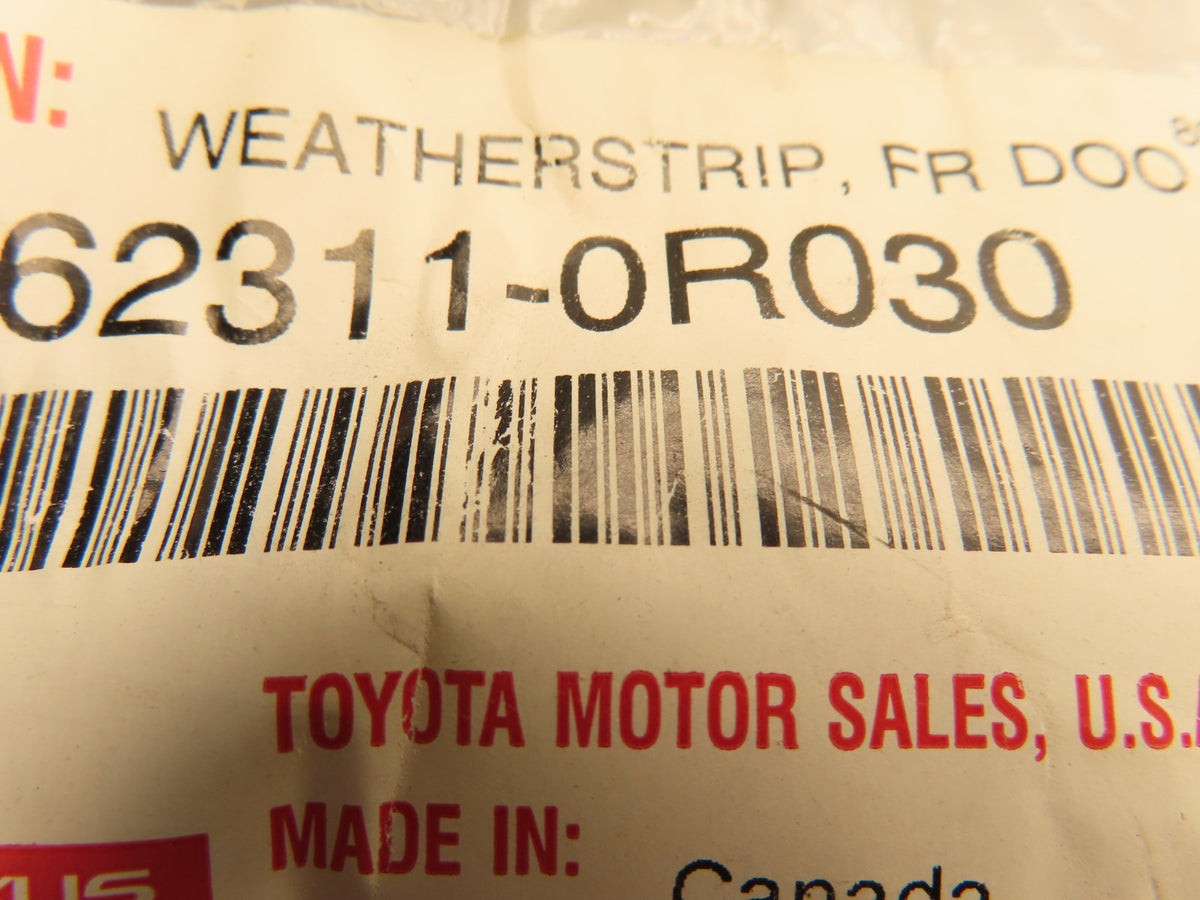 N:
WEATHERSTRIP, FR DOO
62311-0R030
TOYOTA MOTOR SALES, U.S.A
MADE IN:
Canada